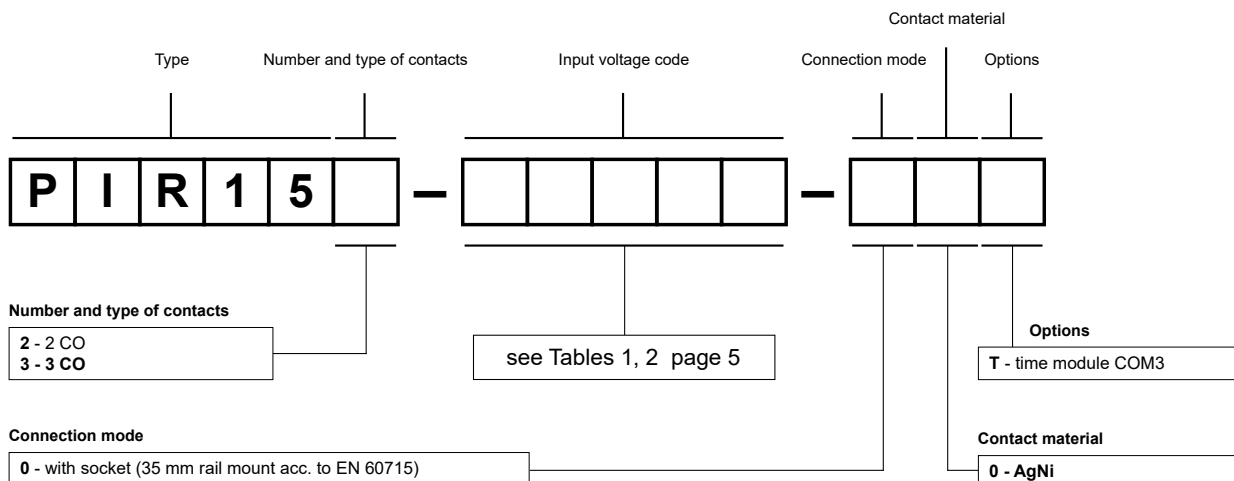 Contact material
Type Number and type of contacts Input voltage code Connection mode Options
P I R 1 5 – –
Number and type of contacts
2 - 2 CO
3 - 3 CO
see Tables 1, 2 page 5
Options
T - time module COM3
Connection mode
0 - with socket (35 mm rail mount acc. to EN 60715)
Contact material
0 - AgNi